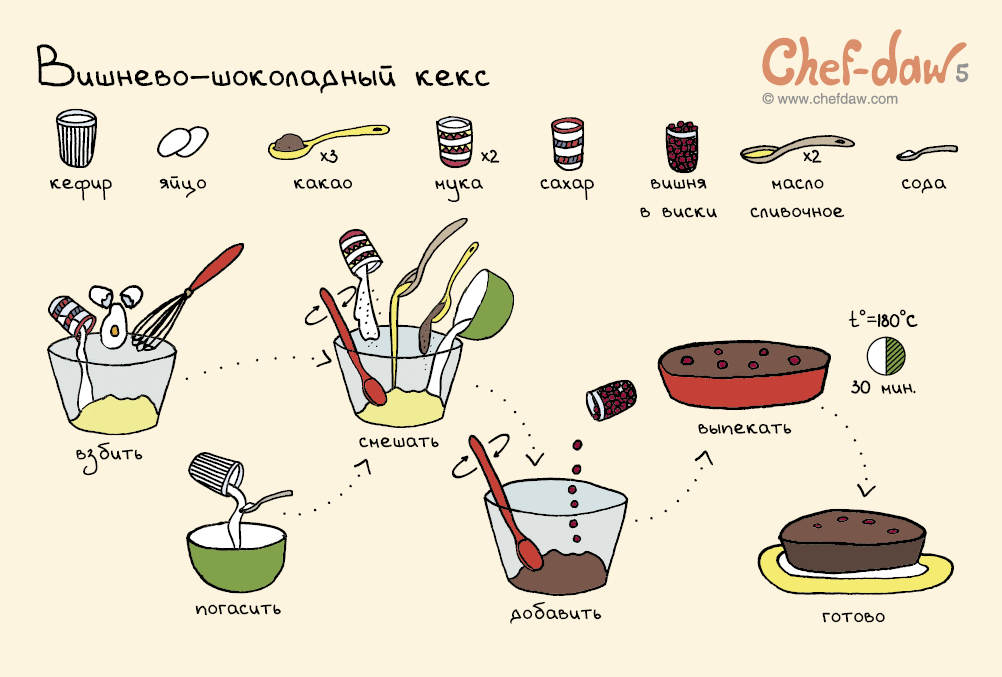 Вишнево-шоколадный кекс
Chef-daw 5
© www.chefdaw.com
x3
x2
x2
кефир
яйцо
какао
мука
сахар
вишня
в виски
масло
сливочное
сода
t°=180°C
30 мин.
взбить
смешать
выпекать
погасить
добавить
готово